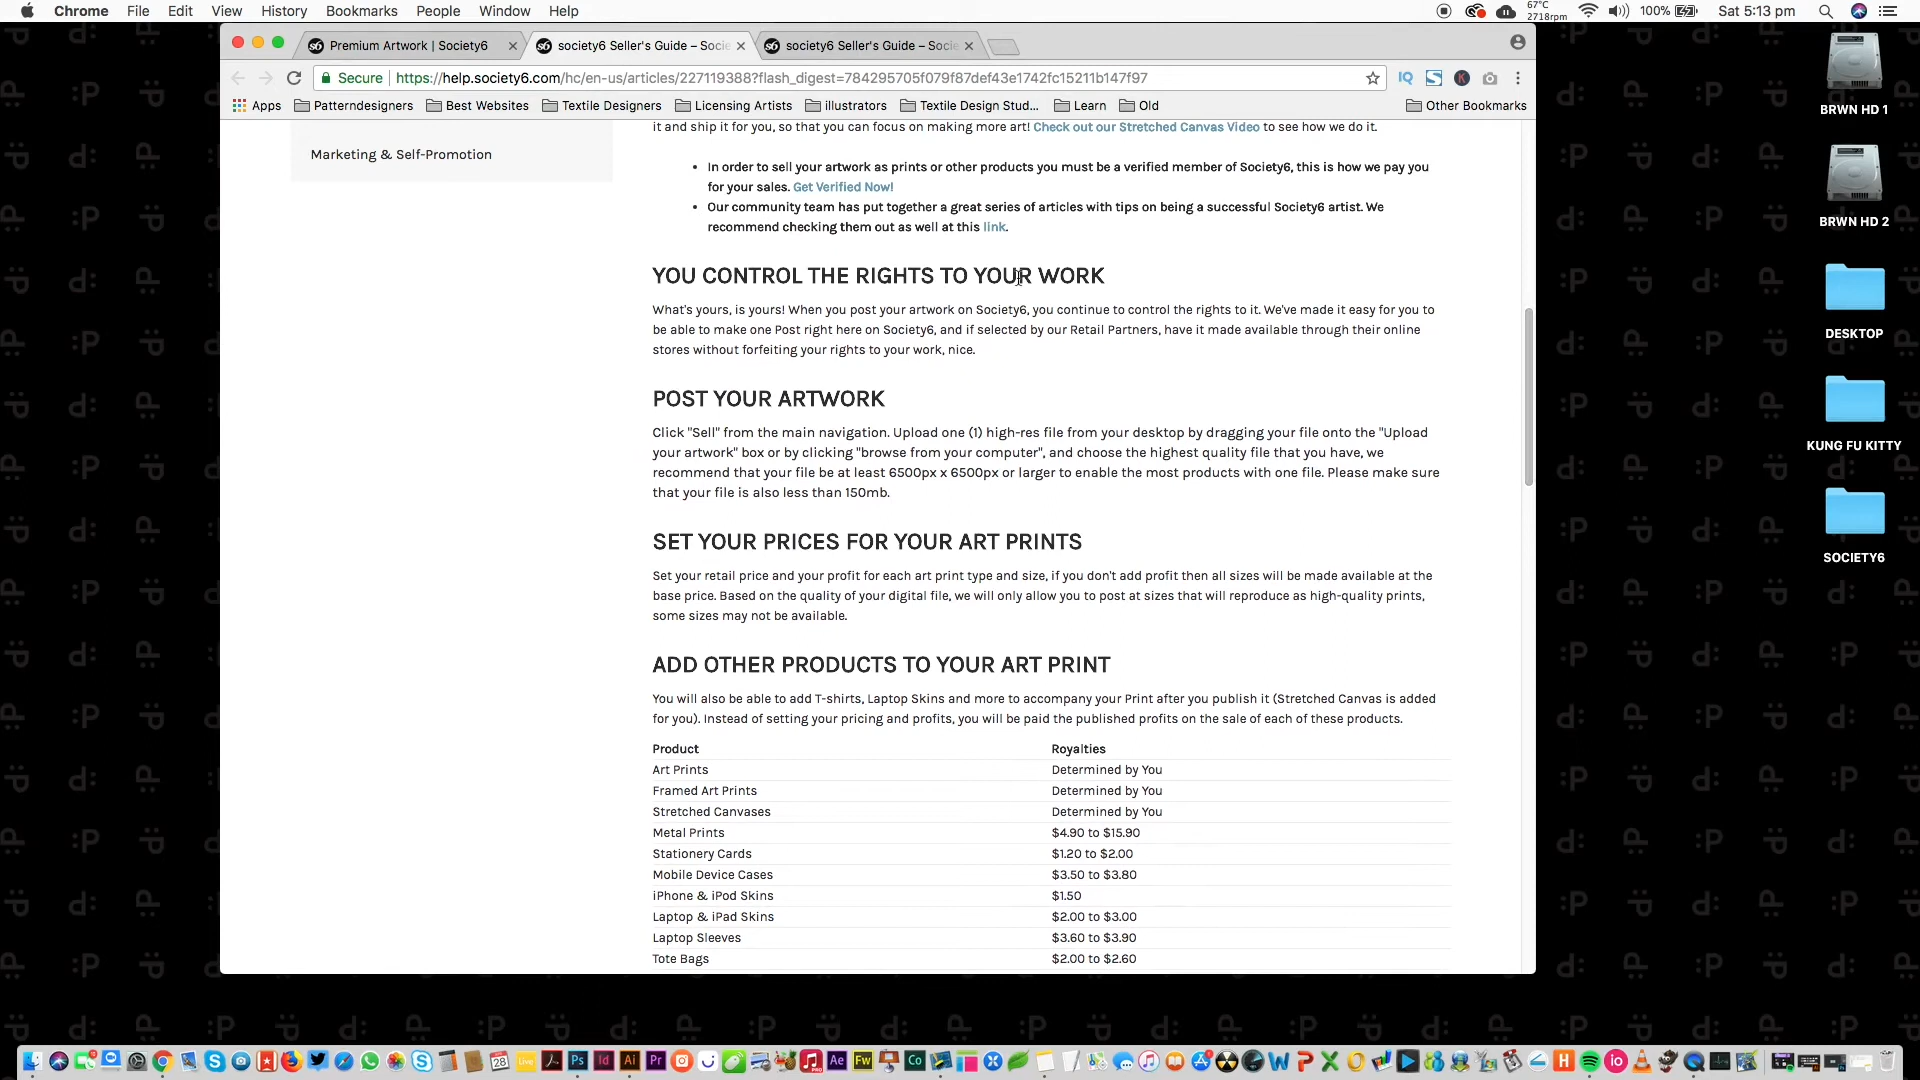 Chrome File Edit View History Bookmarks People Window Help
67°C
2718rpm
100%
Sat 5:13 pm
Premium Artwork | Society6
society6 Seller's Guide – Socie
society6 Seller's Guide – Socie
Secure https://help.society6.com/hc/en-us/articles/227119388?flash_digest=784295705f079f87def43e1742fc15211b147f97
Apps Patterndesigners Best Websites Textile Designers Licensing Artists illustrators Textile Design Stud... Learn Old Other Bookmarks
it and ship it for you, so that you can focus on making more art! Check out our Stretched Canvas Video to see how we do it.
Marketing & Self-Promotion
• In order to sell your artwork as prints or other products you must be a verified member of Society6, this is how we pay you
for your sales. Get Verified Now!
• Our community team has put together a great series of articles with tips on being a successful Society6 artist. We
recommend checking them out as well at this link.
YOU CONTROL THE RIGHTS TO YOUR WORK
What's yours, is yours! When you post your artwork on Society6, you continue to control the rights to it. We've made it easy for you to
be able to make one Post right here on Society6, and if selected by our Retail Partners, have it made available through their online
stores without forfeiting your rights to your work, nice.
POST YOUR ARTWORK
Click "Sell" from the main navigation. Upload one (1) high-res file from your desktop by dragging your file onto the "Upload
your artwork" box or by clicking "browse from your computer", and choose the highest quality file that you have, we
recommend that your file be at least 6500px x 6500px or larger to enable the most products with one file. Please make sure
that your file is also less than 150mb.
SET YOUR PRICES FOR YOUR ART PRINTS
Set your retail price and your profit for each art print type and size, if you don't add profit then all sizes will be made available at the
base price. Based on the quality of your digital file, we will only allow you to post at sizes that will reproduce as high-quality prints,
some sizes may not be available.
ADD OTHER PRODUCTS TO YOUR ART PRINT
You will also be able to add T-shirts, Laptop Skins and more to accompany your Print after you publish it (Stretched Canvas is added
for you). Instead of setting your pricing and profits, you will be paid the published profits on the sale of each of these products.
Product Royalties
Art Prints Determined by You
Framed Art Prints Determined by You
Stretched Canvases Determined by You
Metal Prints $4.90 to $15.90
Stationery Cards $1.20 to $2.00
Mobile Device Cases $3.50 to $3.80
iPhone & iPod Skins $1.50
Laptop & iPad Skins $2.00 to $3.00
Laptop Sleeves $3.60 to $3.90
Tote Bags $2.00 to $2.60
BRWN HD 1
BRWN HD 2
DESKTOP
KUNG FU KITTY
SOCIETY6